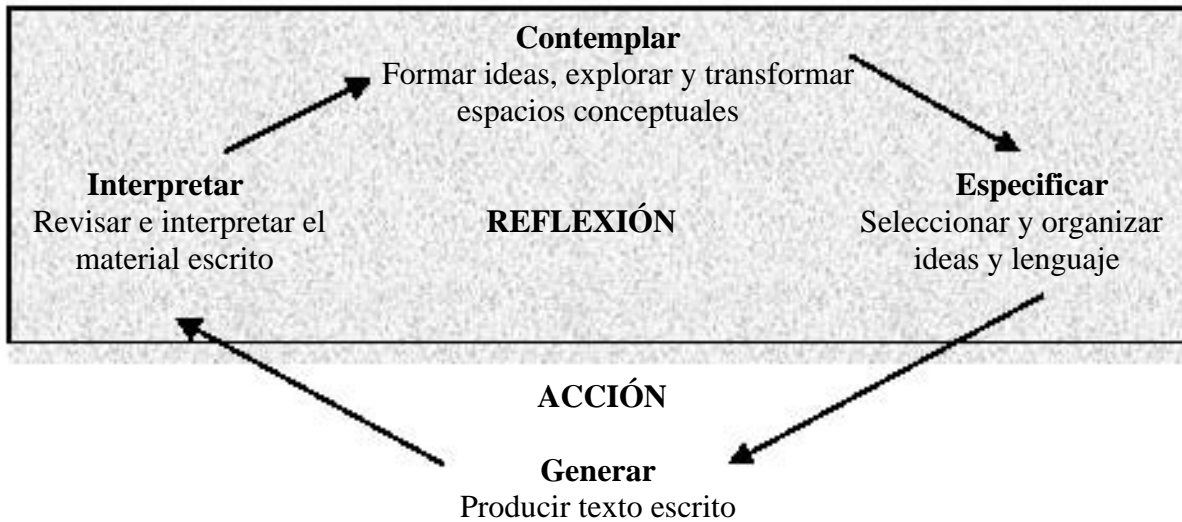 Contemplar
Formar ideas, explorar y transformar
espacios conceptuales
Interpretar
Revisar e interpretar el
material escrito
REFLEXIÓN
Especificar
Seleccionar y organizar
ideas y lenguaje
ACCIÓN
Generar
Producir texto escrito